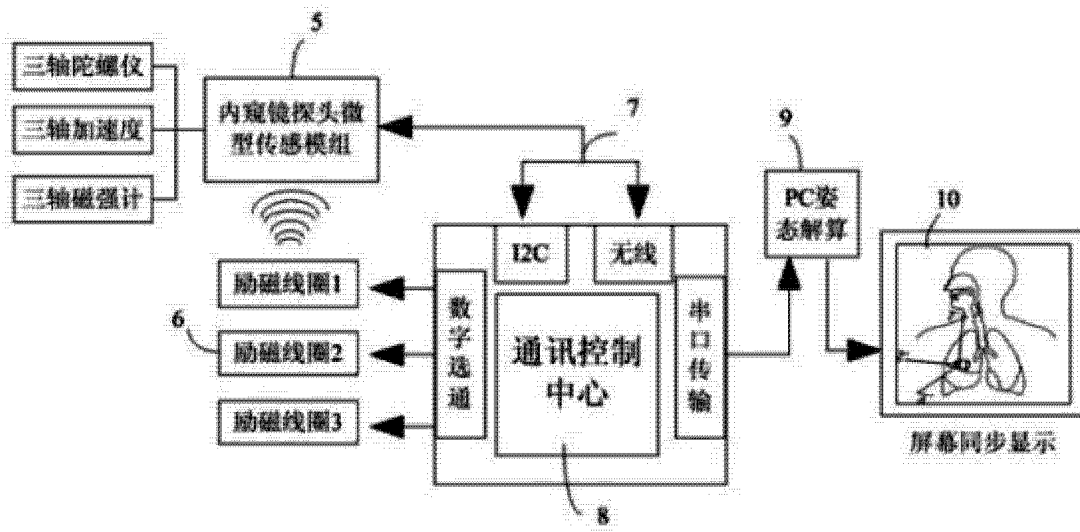 5
三轴陀螺仪
三轴加速度
三轴磁强计
内窥镜探头微
型传感模组
7
9
PC姿
态解算
10
I2C
无线
励磁线圈1
6
励磁线圈2
励磁线圈3
数字选通
通讯控制
中心
串口传输
8
屏幕同步显示